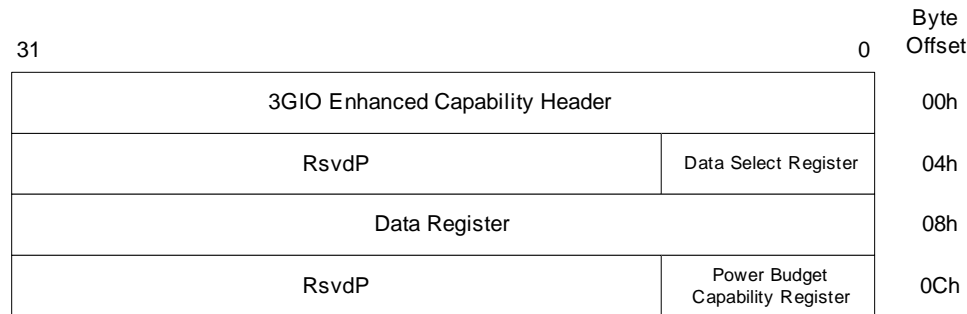 Byte
Offset
31 0
3GIO Enhanced Capability Header 00h
RsvdP Data Select Register 04h
Data Register 08h
RsvdP Power Budget
Capability Register 0Ch